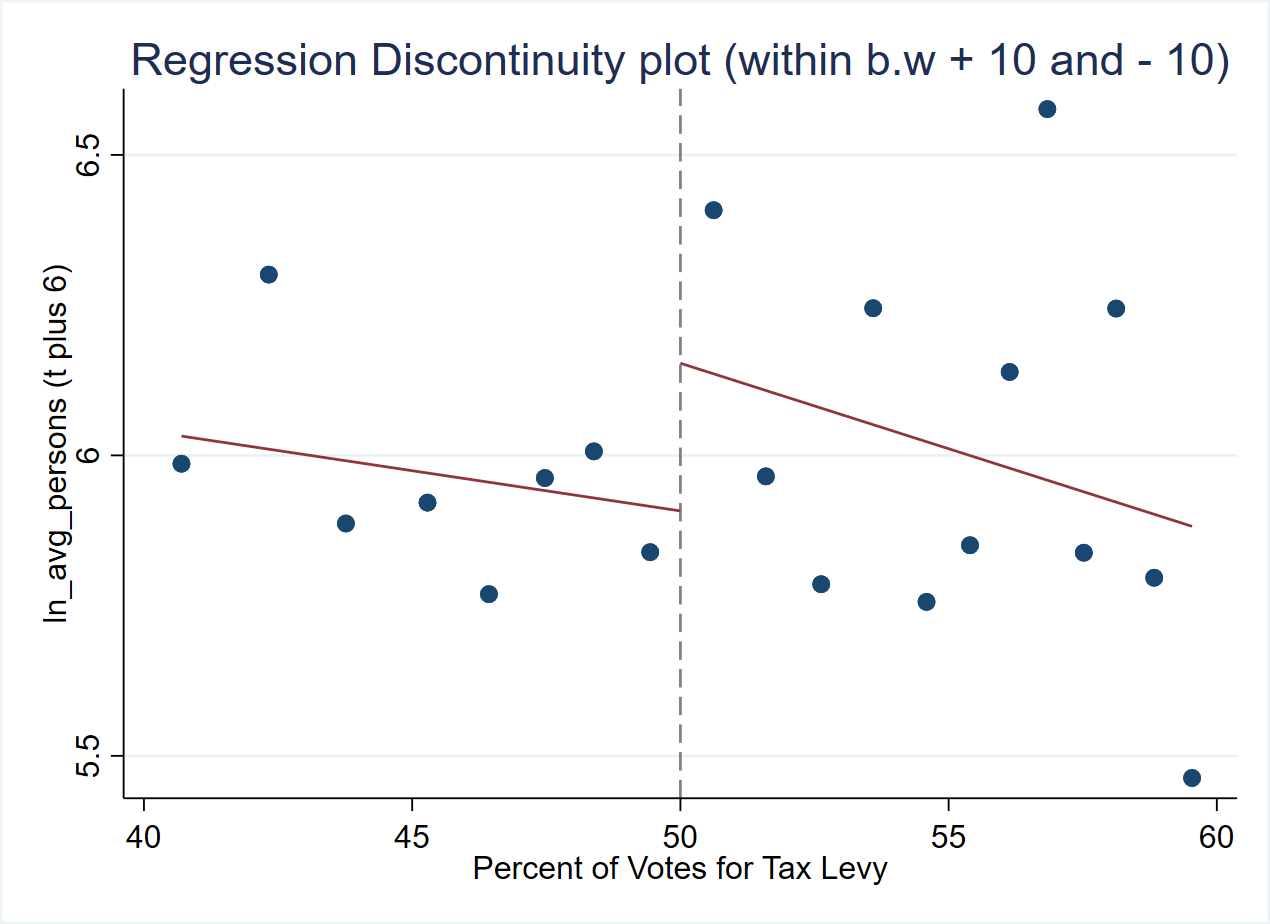 Regression Discontinuity plot (within b.w + 10 and - 10)
ln_avg_persons (t plus 6)
6.5
6
5.5
40 45 50 55 60
Percent of Votes for Tax Levy